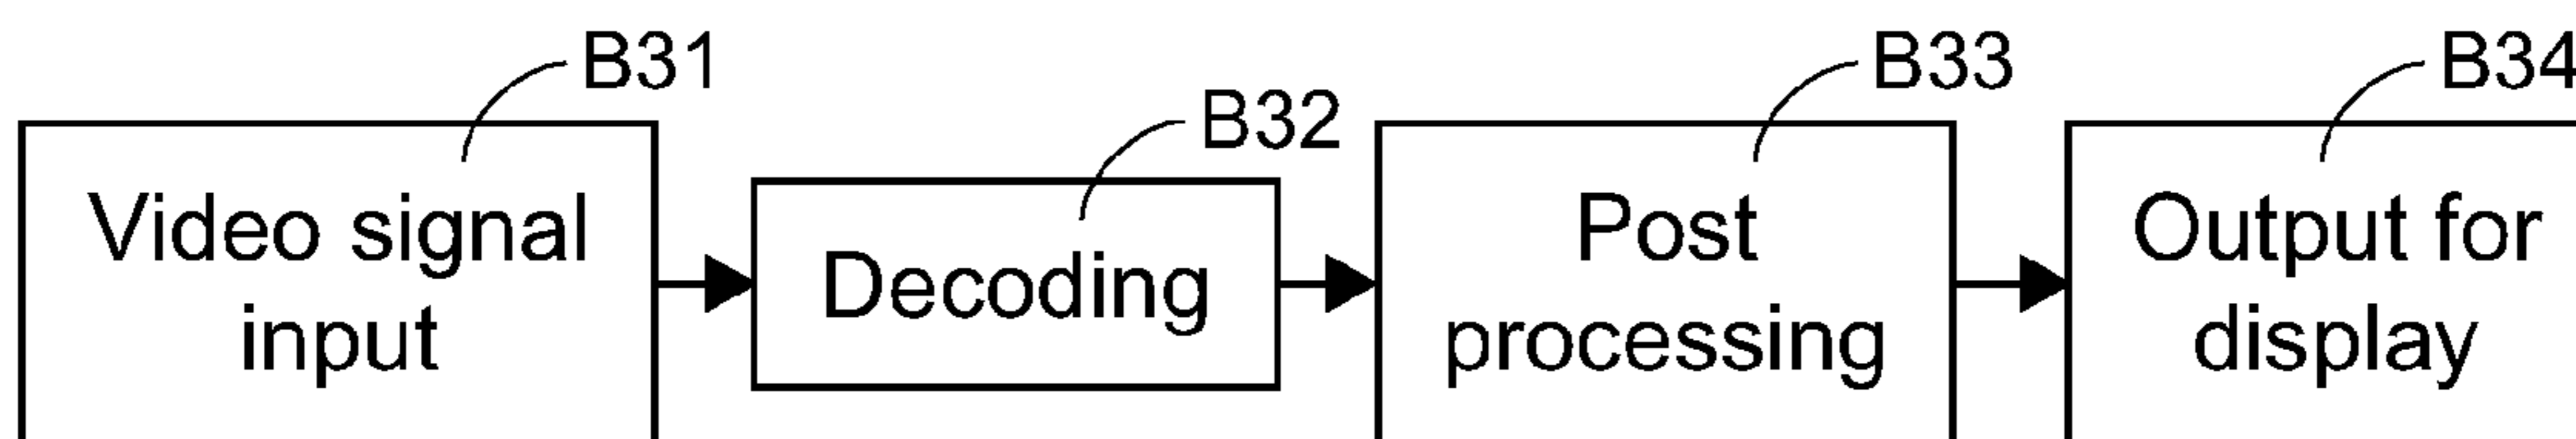 B31
B32
B33
B34
Video signal
input
Decoding
Post
processing
Output for
display